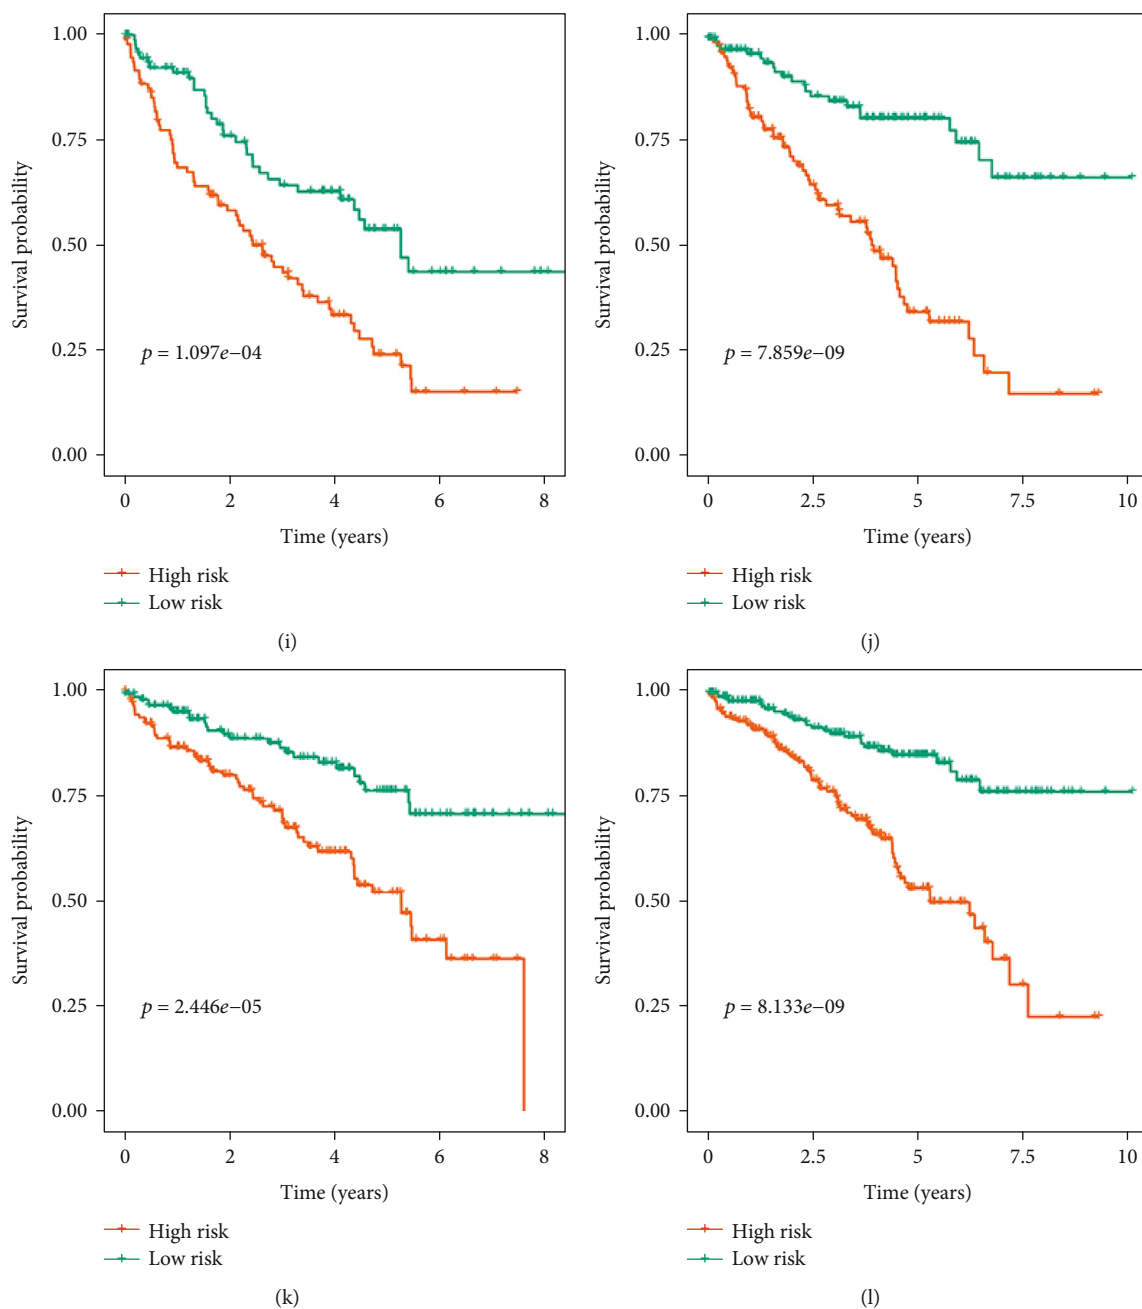 1.00
0.75
0.50
0.25
0.00
Survival probability
p = 1.097e−04
0 2 4 6 8
Time (years)
High risk
Low risk
(i)
1.00
0.75
0.50
0.25
0.00
Survival probability
p = 7.859e−09
0 2.5 5 7.5 10
Time (years)
High risk
Low risk
(j)
1.00
0.75
0.50
0.25
0.00
Survival probability
p = 2.446e−05
0 2 4 6 8
Time (years)
High risk
Low risk
(k)
1.00
0.75
0.50
0.25
0.00
Survival probability
p = 8.133e−09
0 2.5 5 7.5 10
Time (years)
High risk
Low risk
(l)